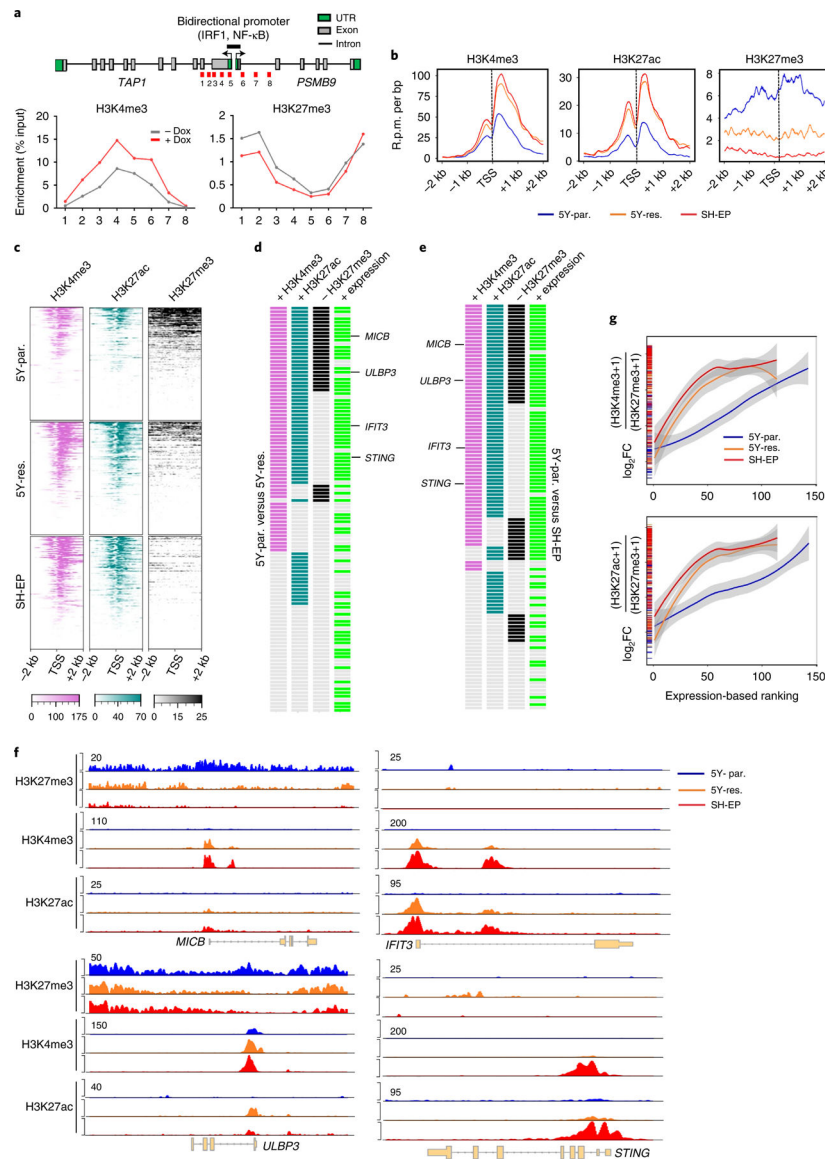 a
Bidirectional promoter
(IRF1, NF-κB)
UTR
Exon
Intron
TAP1
PSMB9
1 2 3 4 5 6 7 8
H3K4me3
H3K27me3
– Dox
+ Dox
Enrichment (% input)
20
15
10
5
0
1 2 3 4 5 6 7 8
2.0
1.5
1.0
0.5
0
1 2 3 4 5 6 7 8
b
H3K4me3
H3K27ac
H3K27me3
R.p.m. per bp
100
75
50
25
0
30
20
10
0
8
6
4
2
–2 kb
–1 kb
TSS
+1 kb
+2 kb
–2 kb
–1 kb
TSS
+1 kb
+2 kb
–2 kb
–1 kb
TSS
+1 kb
+2 kb
5Y-par.
5Y-res.
SH-EP
c
H3K4me3
H3K27ac
H3K27me3
5Y-par.
5Y-res.
SH-EP
–2 kb
TSS
+2 kb
–2 kb
TSS
+2 kb
–2 kb
TSS
+2 kb
0 100 175
0 40 70
0 15 25
d
+ H3K4me3
+ H3K27ac
– H3K27me3
+ expression
5Y-par. versus 5Y-res.
MICB
ULBP3
IFIT3
STING
e
+ H3K4me3
+ H3K27ac
– H3K27me3
+ expression
MICB
ULBP3
IFIT3
STING
5Y-par. versus SH-EP
g
log2FC
(H3K4me3+1)
(H3K27me3+1)
5Y-par.
5Y-res.
SH-EP
0 50 100 150
log2FC
(H3K27ac+1)
(H3K27me3+1)
0 50 100 150
Expression-based ranking
f
H3K27me3
20
H3K4me3
110
H3K27ac
25
MICB
25
200
95
IFIT3
5Y- par.
5Y-res.
SH-EP
H3K27me3
50
H3K4me3
150
H3K27ac
40
ULBP3
25
200
95
STING